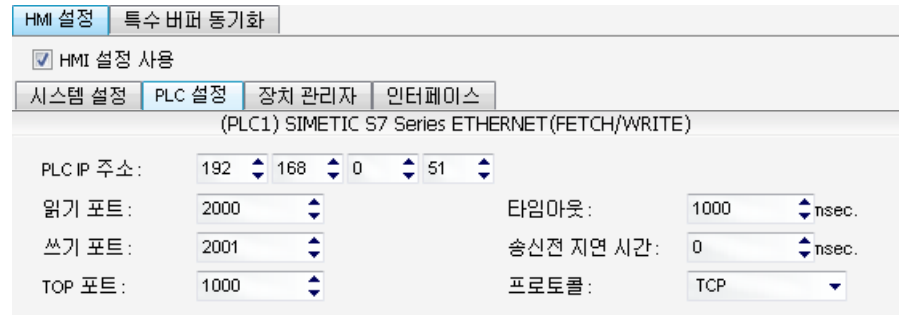 HMI 설정 특수 버퍼 동기화
HMI 설정 사용
시스템 설정 PLC 설정 장치 관리자 인터페이스
(PLC1) SIMETIC S7 Series ETHERNET(FETCH/WRITE)
PLC IP 주소 : 192 168 0 51
읽기 포트 : 2000 타임아웃 : 1000 msec.
쓰기 포트 : 2001 송신전 지연 시간 : 0 msec.
TOP 포트 : 1000 프로토콜 : TCP